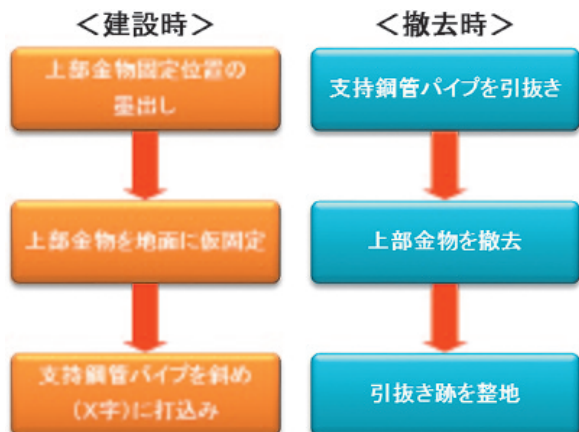 <建設時>
上部金物固定位置の
墨出し
上部金物を地面に仮固定
支持鋼管パイプを斜め
(X字)に打込み
<撤去時>
支持鋼管パイプを引抜き
上部金物を撤去
引抜き跡を整地